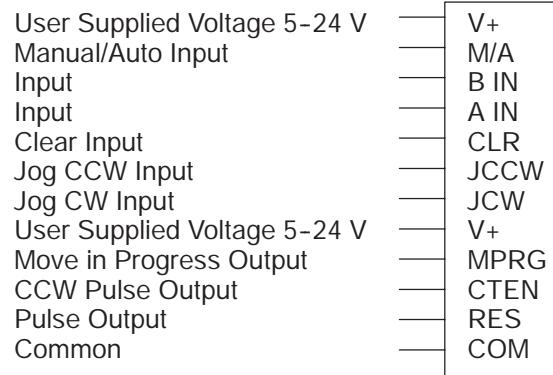 User Supplied Voltage 5-24 V V+
Manual/Auto Input M/A
Input B IN
Input A IN
Clear Input CLR
Jog CCW Input JCCW
Jog CW Input JCW
User Supplied Voltage 5-24 V V+
Move in Progress Output MPRG
CCW Pulse Output CTEN
Pulse Output RES
Common COM